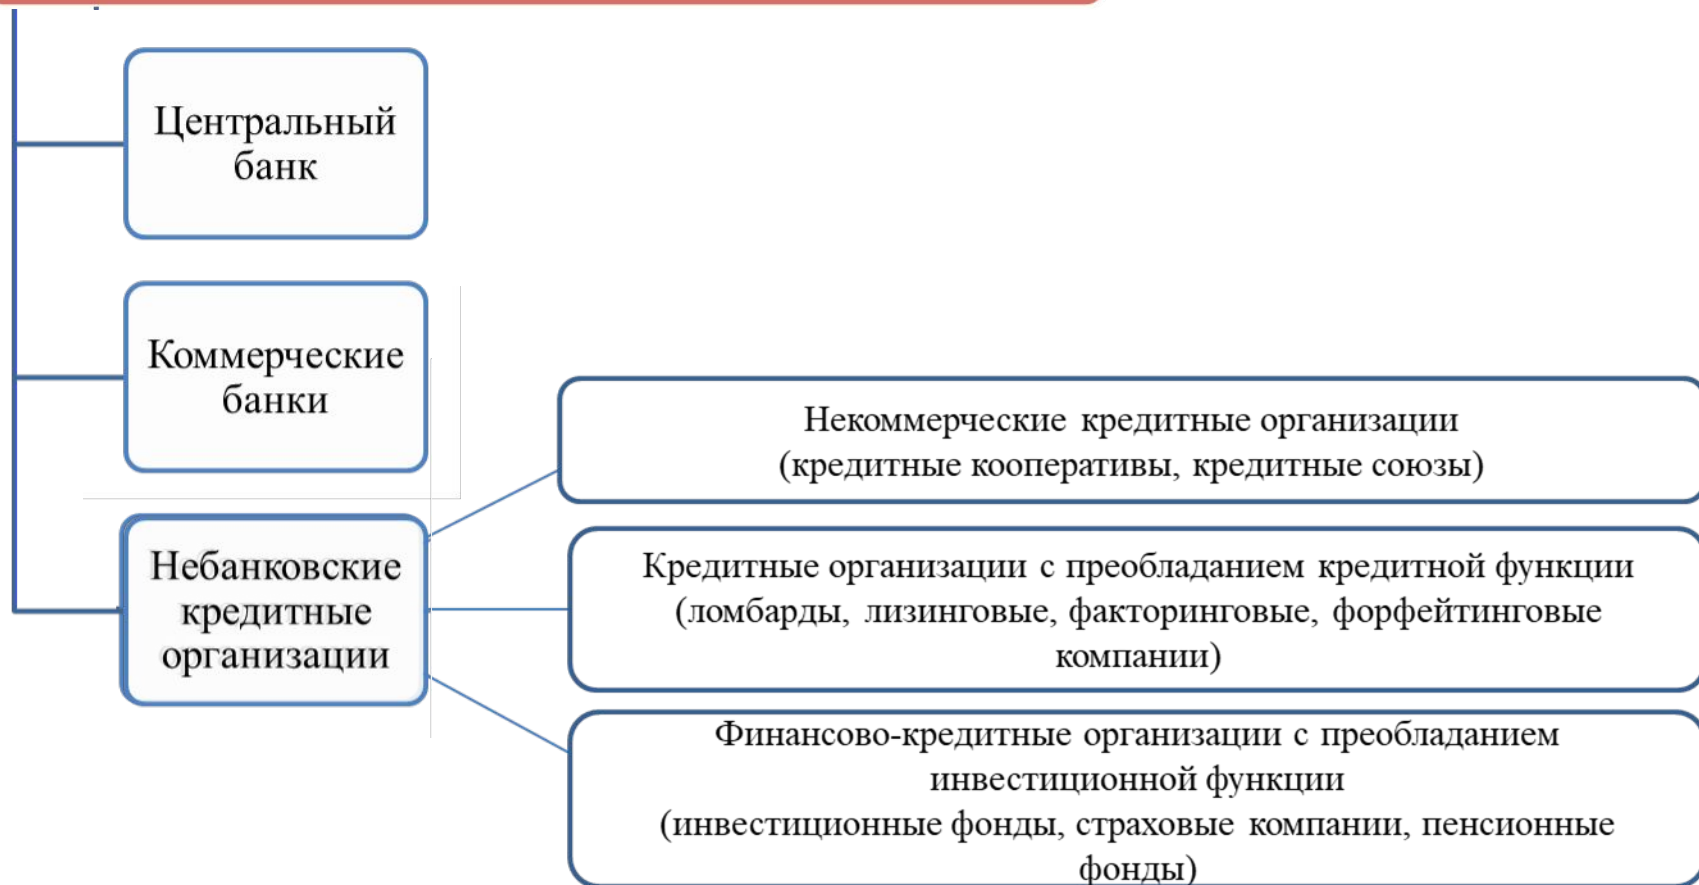 Центральный
банк
Коммерческие
банки
Небанковские
кредитные
организации
Некоммерческие кредитные организации
(кредитные кооперативы, кредитные союзы)
Кредитные организации с преобладанием кредитной функции
(ломбарды, лизинговые, факторинговые, форфейтинговые
компании)
Финансово-кредитные организации с преобладанием
инвестиционной функции
(инвестиционные фонды, страховые компании, пенсионные
фонды)